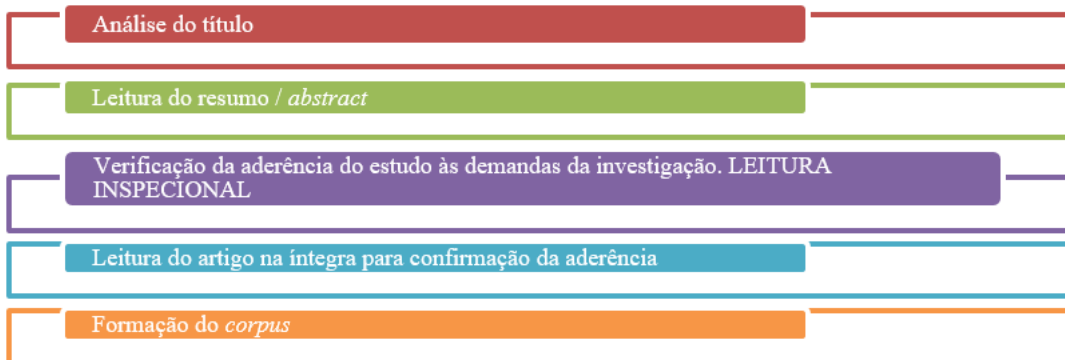 Análise do título
Leitura do resumo / abstract
Verificação da aderência do estudo às demandas da investigação. LEITURA
INSPECIONAL
Leitura do artigo na íntegra para confirmação da aderência
Formação do corpus